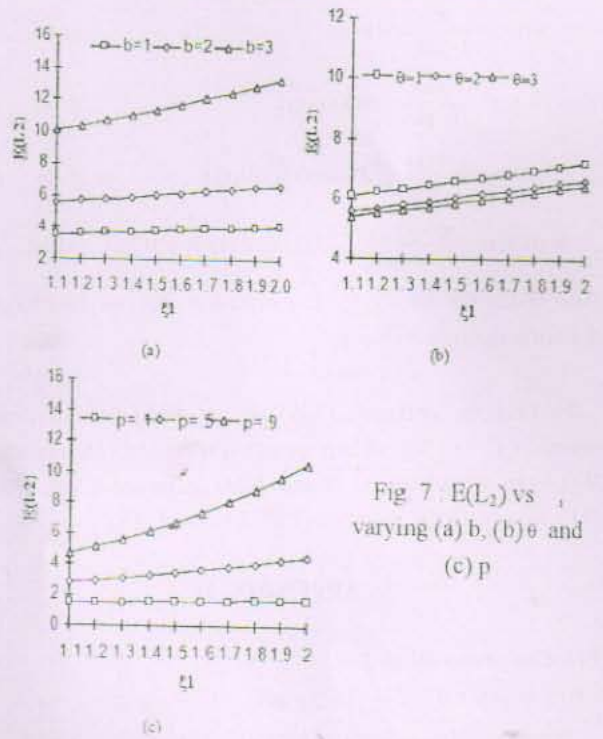 16
14
12
10
8
6
4
2
E(L2)
b=1 b=2 b=3
1.1 1.2 1.3 1.4 1.5 1.6 1.7 1.8 1.9 2.0
ξ1
(a)
12
10
8
6
4
E(L2)
θ=1 θ=2 θ=3
1.1 1.2 1.3 1.4 1.5 1.6 1.7 1.8 1.9 2
ξ1
(b)
16
14
12
10
8
6
4
2
0
E(L2)
p=.1 p=.5 p=.9
1.1 1.2 1.3 1.4 1.5 1.6 1.7 1.8 1.9 2
ξ1
(c)
Fig. 7 : E(L₂) vs ,
varying (a) b, (b) θ and
(c) p